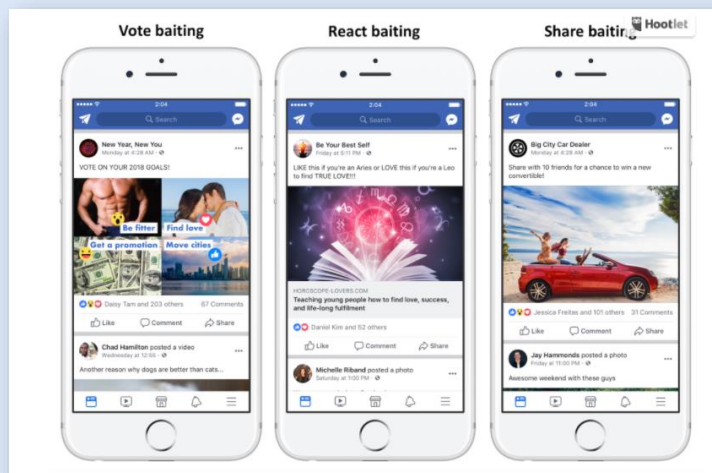 Vote baiting
React baiting
Share baiting
Hootlet
2:04
Search
New Year, New You
Monday at 4:28 AM
VOTE ON YOUR 2018 GOALS!
Be fitter
Find love
Get a promotion
Move cities
Daisy Tam and 203 others
67 Comments
Like
Comment
Share
Chad Hamilton posted a video
Wednesday at 12:55
Another reason why dogs are better than cats...
2:04
Search
Be Your Best Self
Friday at 5:11 PM
LIKE this if you're an Aries or LOVE this if you're a Leo
to find TRUE LOVE!!!
HOROSCOPE-LOVERS.COM
Teaching young people how to find love, success,
and life-long fulfilment
Daniel Kim and 52 others
Like
Comment
Share
Michelle Riband posted a photo
Saturday at 1:00 PM
2:04
Search
Big City Car Dealer
Monday at 4:28 AM
Share with 10 friends for a chance to win a new
convertible!
Jessica Freitas and 101 others
31 Comments
Like
Comment
Share
Jay Hammonds posted a photo
Friday at 11:00 PM
Awesome weekend with these guys